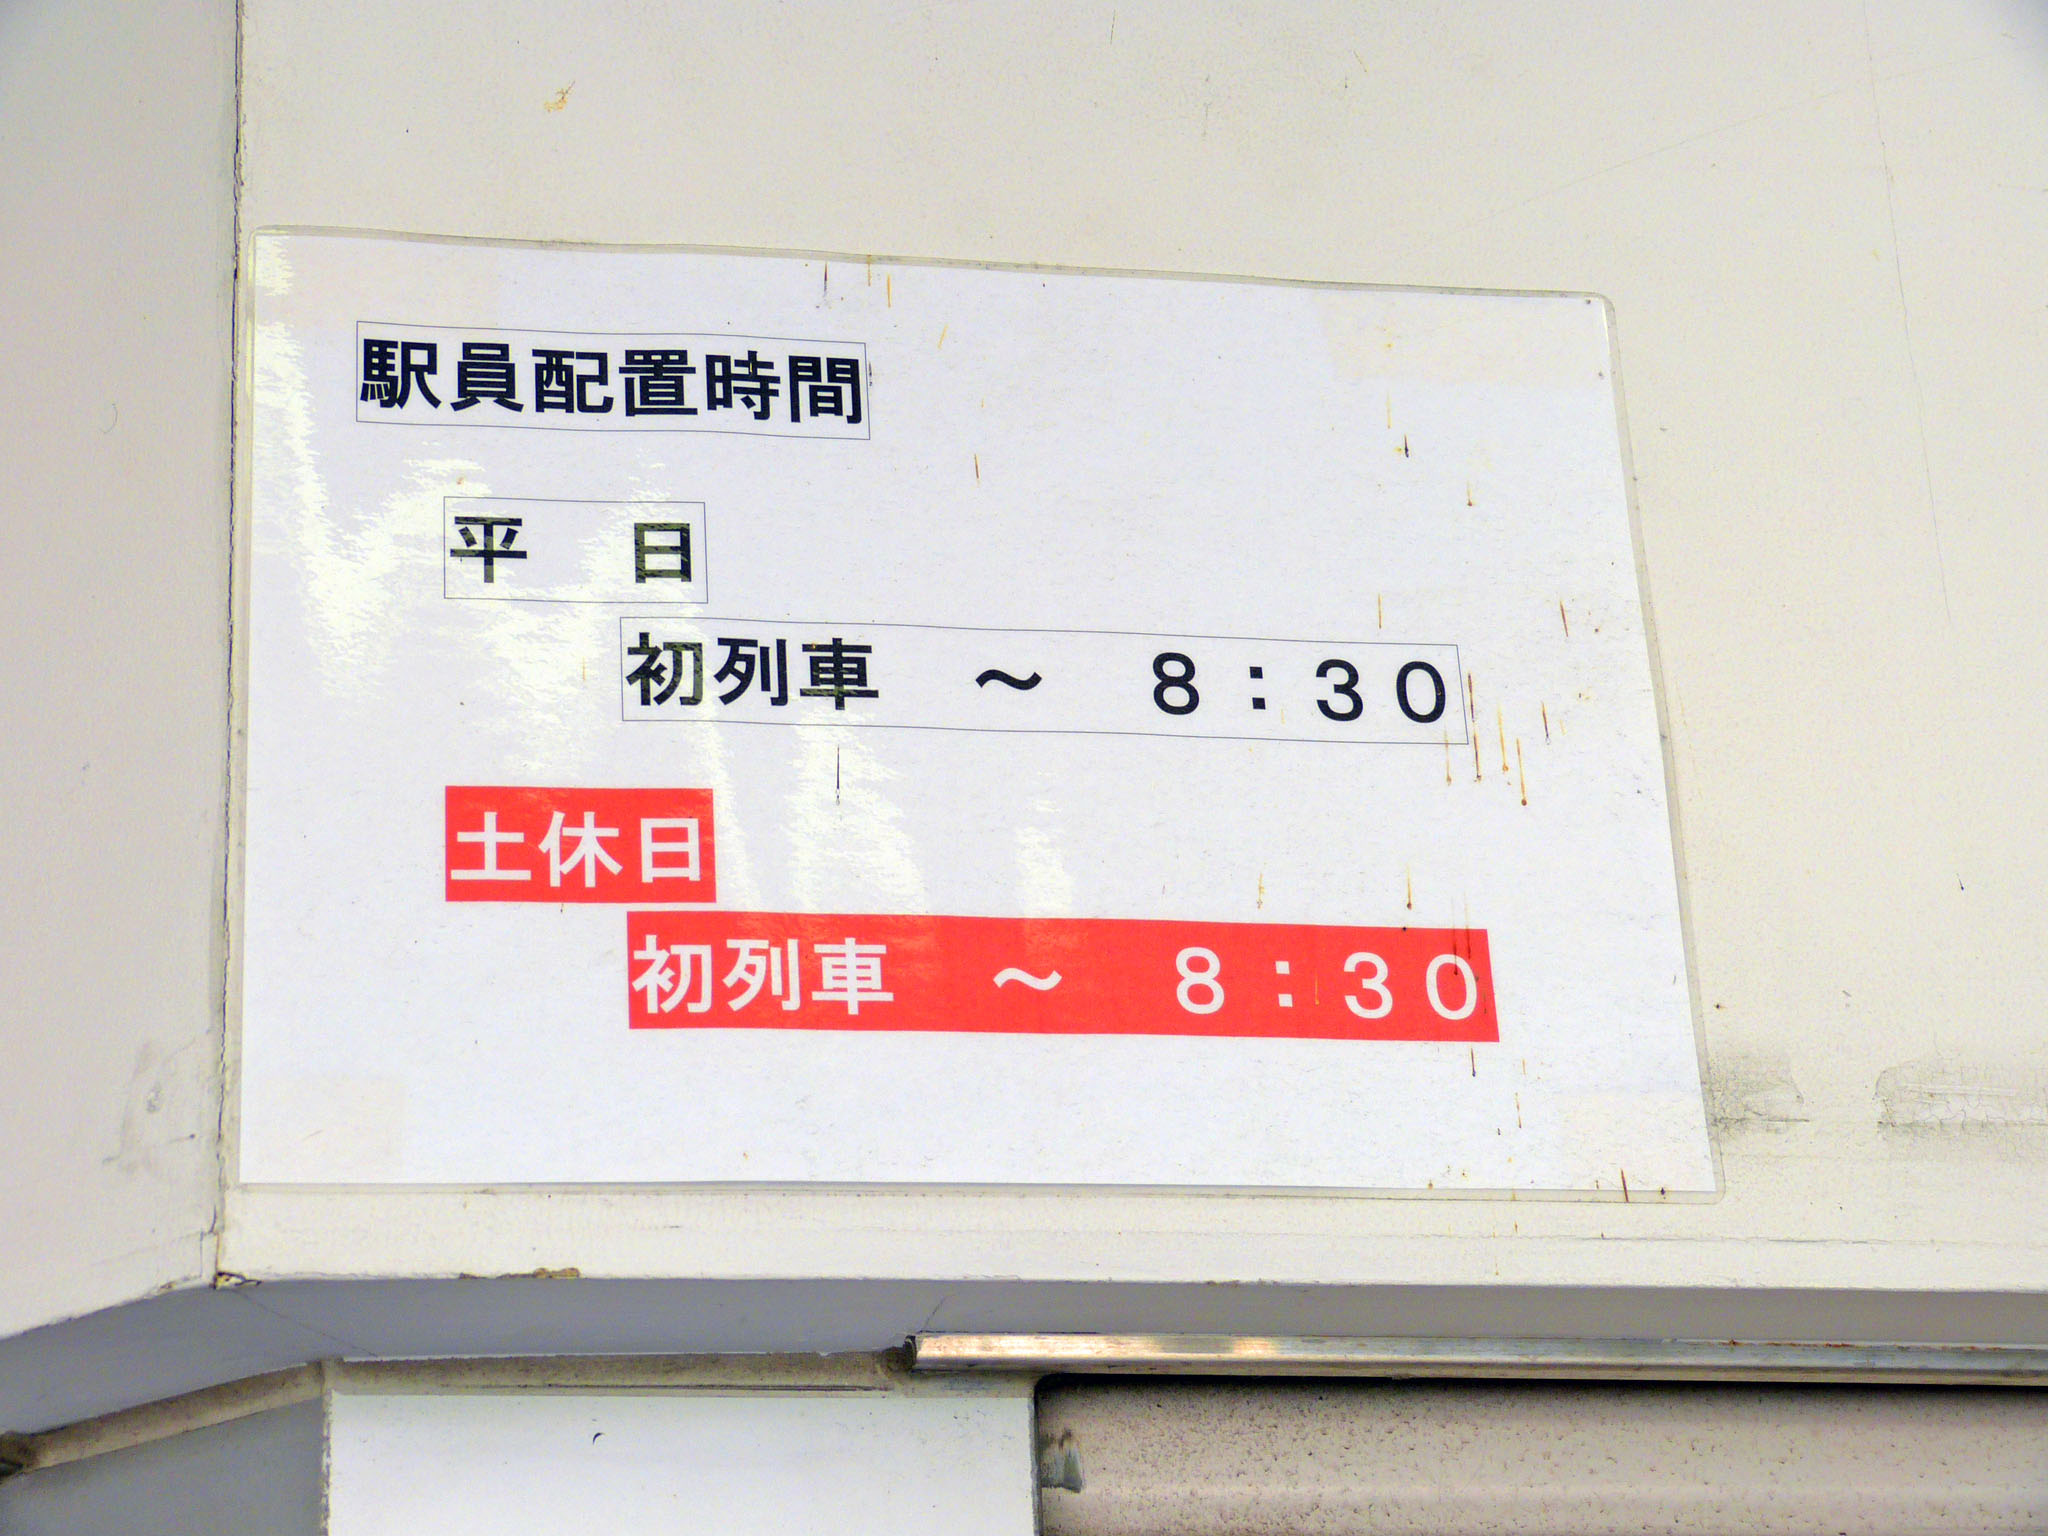 駅員配置時間
平　日
初列車　～　８：３０
土休日
初列車　～　８：３０